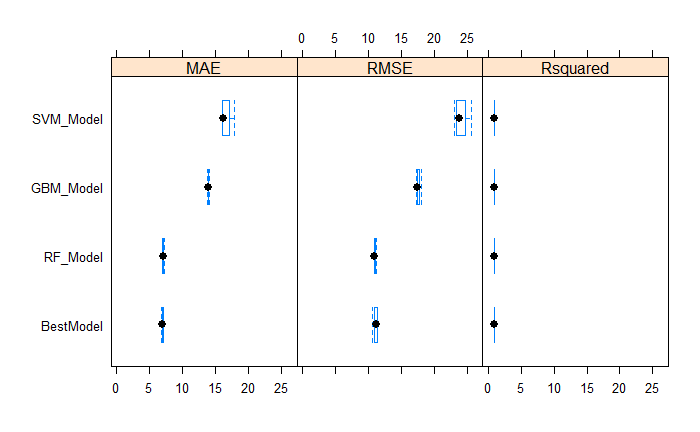 0 5 10 15 20 25
MAE RMSE Rsquared
SVM_Model
GBM_Model
RF_Model
BestModel
0 5 10 15 20 25 0 5 10 15 20 25